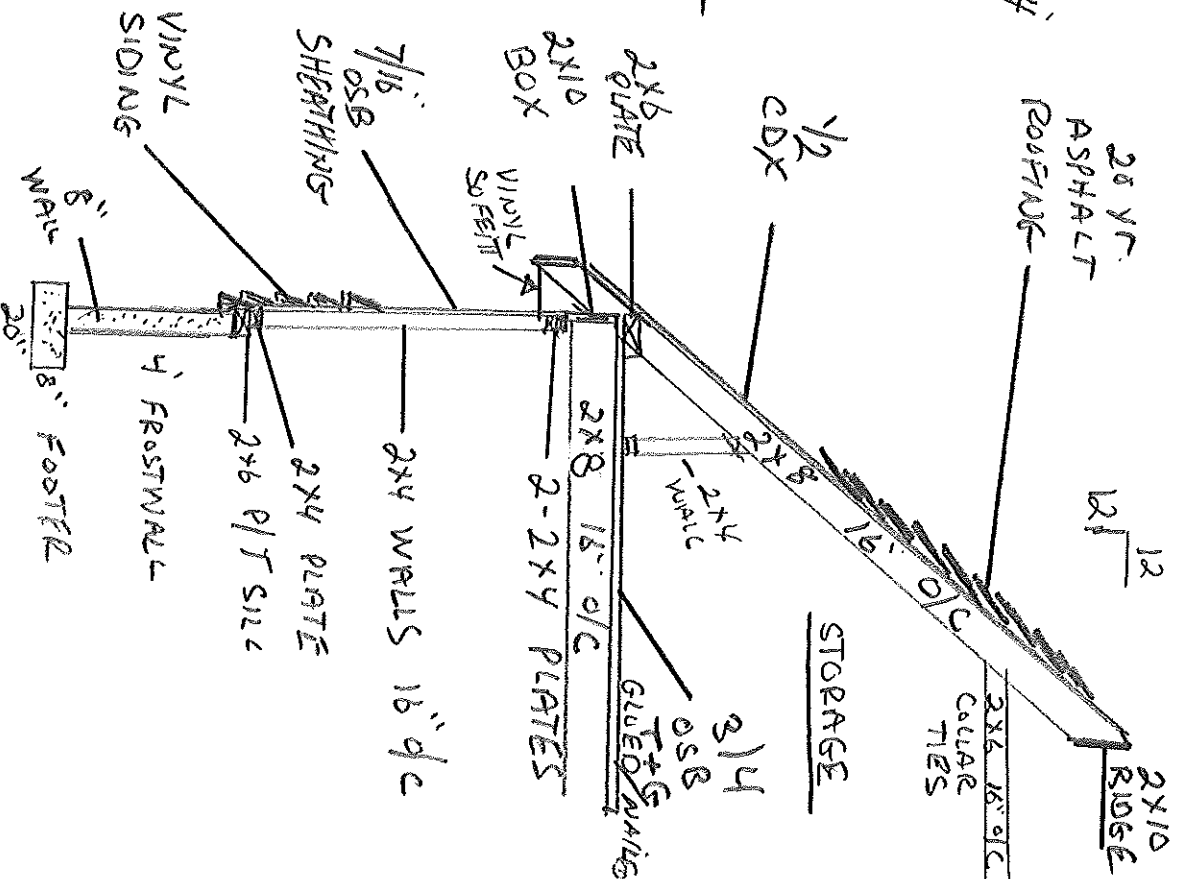 4'
20 yr.
ASPHALT
ROOFING
12
12
2X10
RIDGE
1/2
CDX
2X6
PLATE
2X10
BOX
VINYL
SOFFIT
7/16"
OSB
SHEATHING
VINYL
SIDING
8"
WALL
20"
8" FOOTER
4' FROSTWALL
2X6 P/T SILL
2X4 PLATE
2X4 WALLS 16" O/C
2-2X4 PLATES
2X8 16" O/C
2X4
WALL
2X8 16" O/C
STORAGE
2X6 16" O/C
COLLAR
TIES
3/4
OSB
T+G
GLUED/NAILED